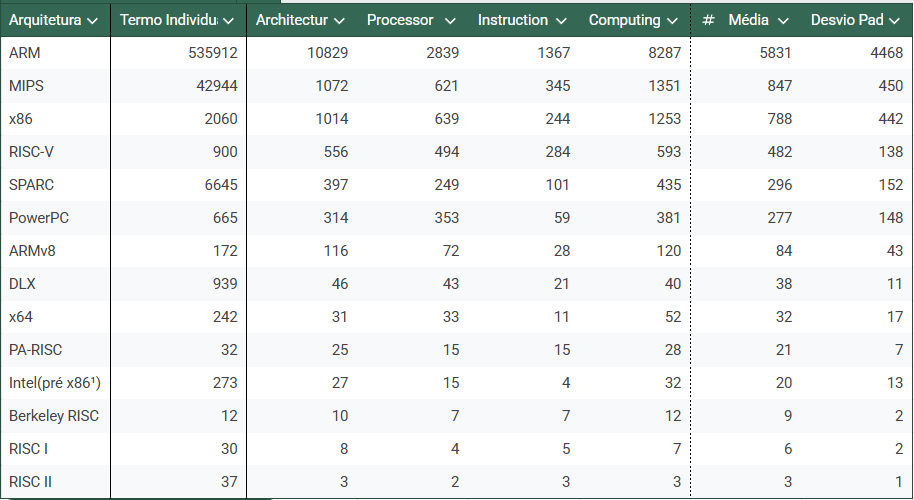 Arquitetura Termo Individu Architectur Processor Instruction Computing # Média Desvio Pad
ARM 535912 10829 2839 1367 8287 5831 4468
MIPS 42944 1072 621 345 1351 847 450
x86 2060 1014 639 244 1253 788 442
RISC-V 900 556 494 284 593 482 138
SPARC 6645 397 249 101 435 296 152
PowerPC 665 314 353 59 381 277 148
ARMv8 172 116 72 28 120 84 43
DLX 939 46 43 21 40 38 11
x64 242 31 33 11 52 32 17
PA-RISC 32 25 15 15 28 21 7
Intel(pré x86¹) 273 27 15 4 32 20 13
Berkeley RISC 12 10 7 7 12 9 2
RISC I 30 8 4 5 7 6 2
RISC II 37 3 2 3 3 3 1